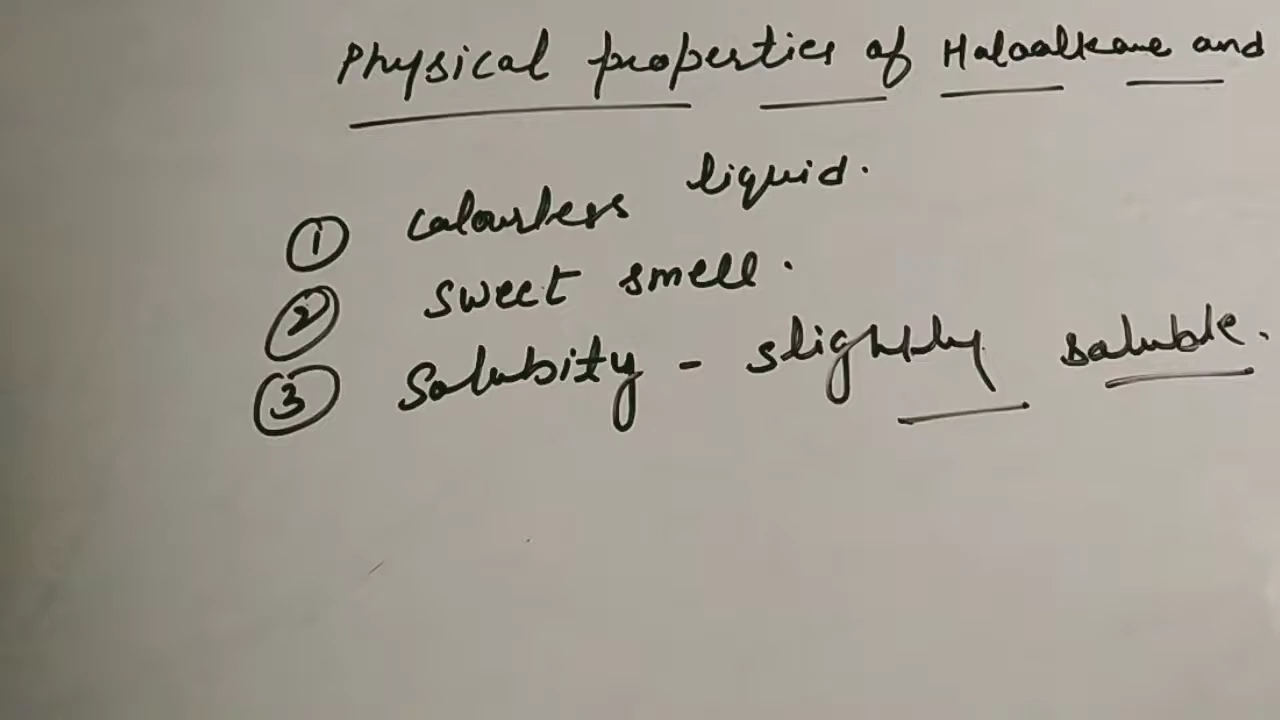 Physical properties of Haloalkane and
① colourless liquid.
② sweet smell.
③ Solubity - slightly soluble.